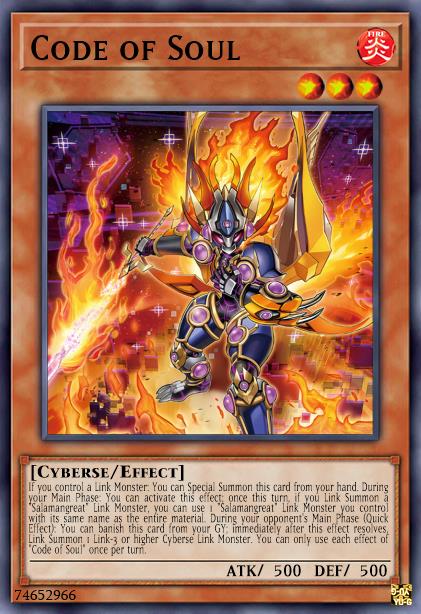 CODE OF SOUL
FIRE
炎
[CYBERSE/EFFECT]
If you control a Link Monster: You can Special Summon this card from your hand. During
your Main Phase: You can activate this effect; once this turn, if you Link Summon a
"Salamangreat" Link Monster, you can use 1 "Salamangreat" Link Monster you control
with its same name as the entire material. During your opponent's Main Phase (Quick
Effect): You can banish this card from your GY; immediately after this effect resolves,
Link Summon 1 Link-3 or higher Cyberse Link Monster. You can only use each effect of
"Code of Soul" once per turn.
ATK/ 500 DEF/ 500
74652966